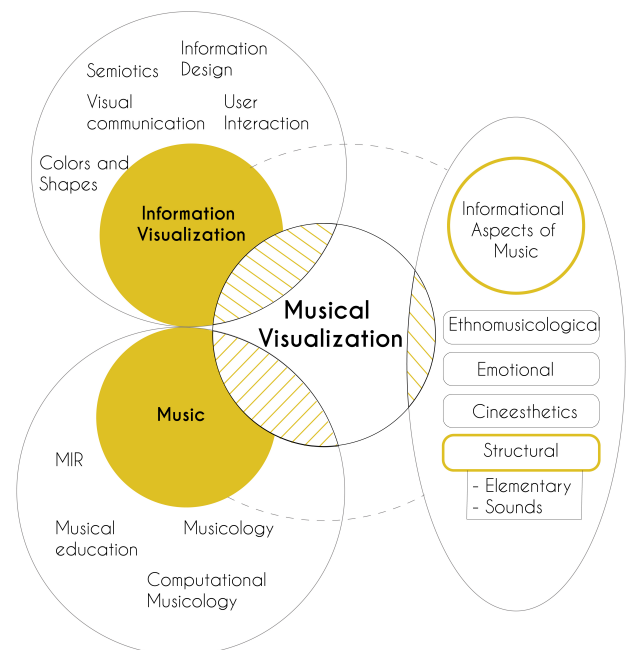 Semiotics
Information
Design
Visual
communication
User
Interaction
Colors and
Shapes
Information
Visualization
Musical
Visualization
Music
MIR
Musical
education
Musicology
Computational
Musicology
Informational
Aspects of
Music
Ethnomusicological
Emotional
Cineesthetics
Structural
- Elementary
- Sounds